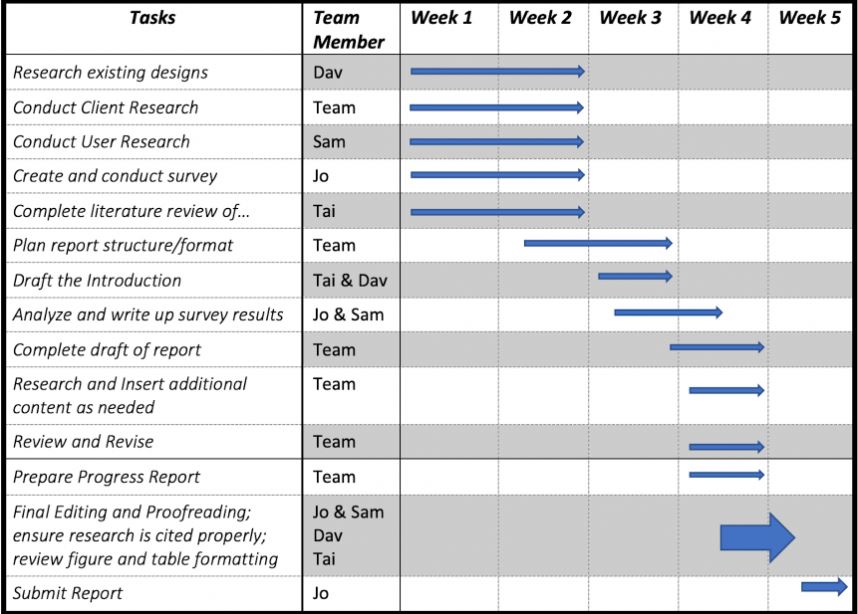 Tasks
Team
Member
Week 1
Week 2
Week 3
Week 4
Week 5
Research existing designs
Dav
Conduct Client Research
Team
Conduct User Research
Sam
Create and conduct survey
Jo
Complete literature review of...
Tai
Plan report structure/format
Team
Draft the Introduction
Tai & Dav
Analyze and write up survey results
Jo & Sam
Complete draft of report
Team
Research and Insert additional
content as needed
Team
Review and Revise
Team
Prepare Progress Report
Team
Final Editing and Proofreading;
ensure research is cited properly;
review figure and table formatting
Jo & Sam
Dav
Tai
Submit Report
Jo